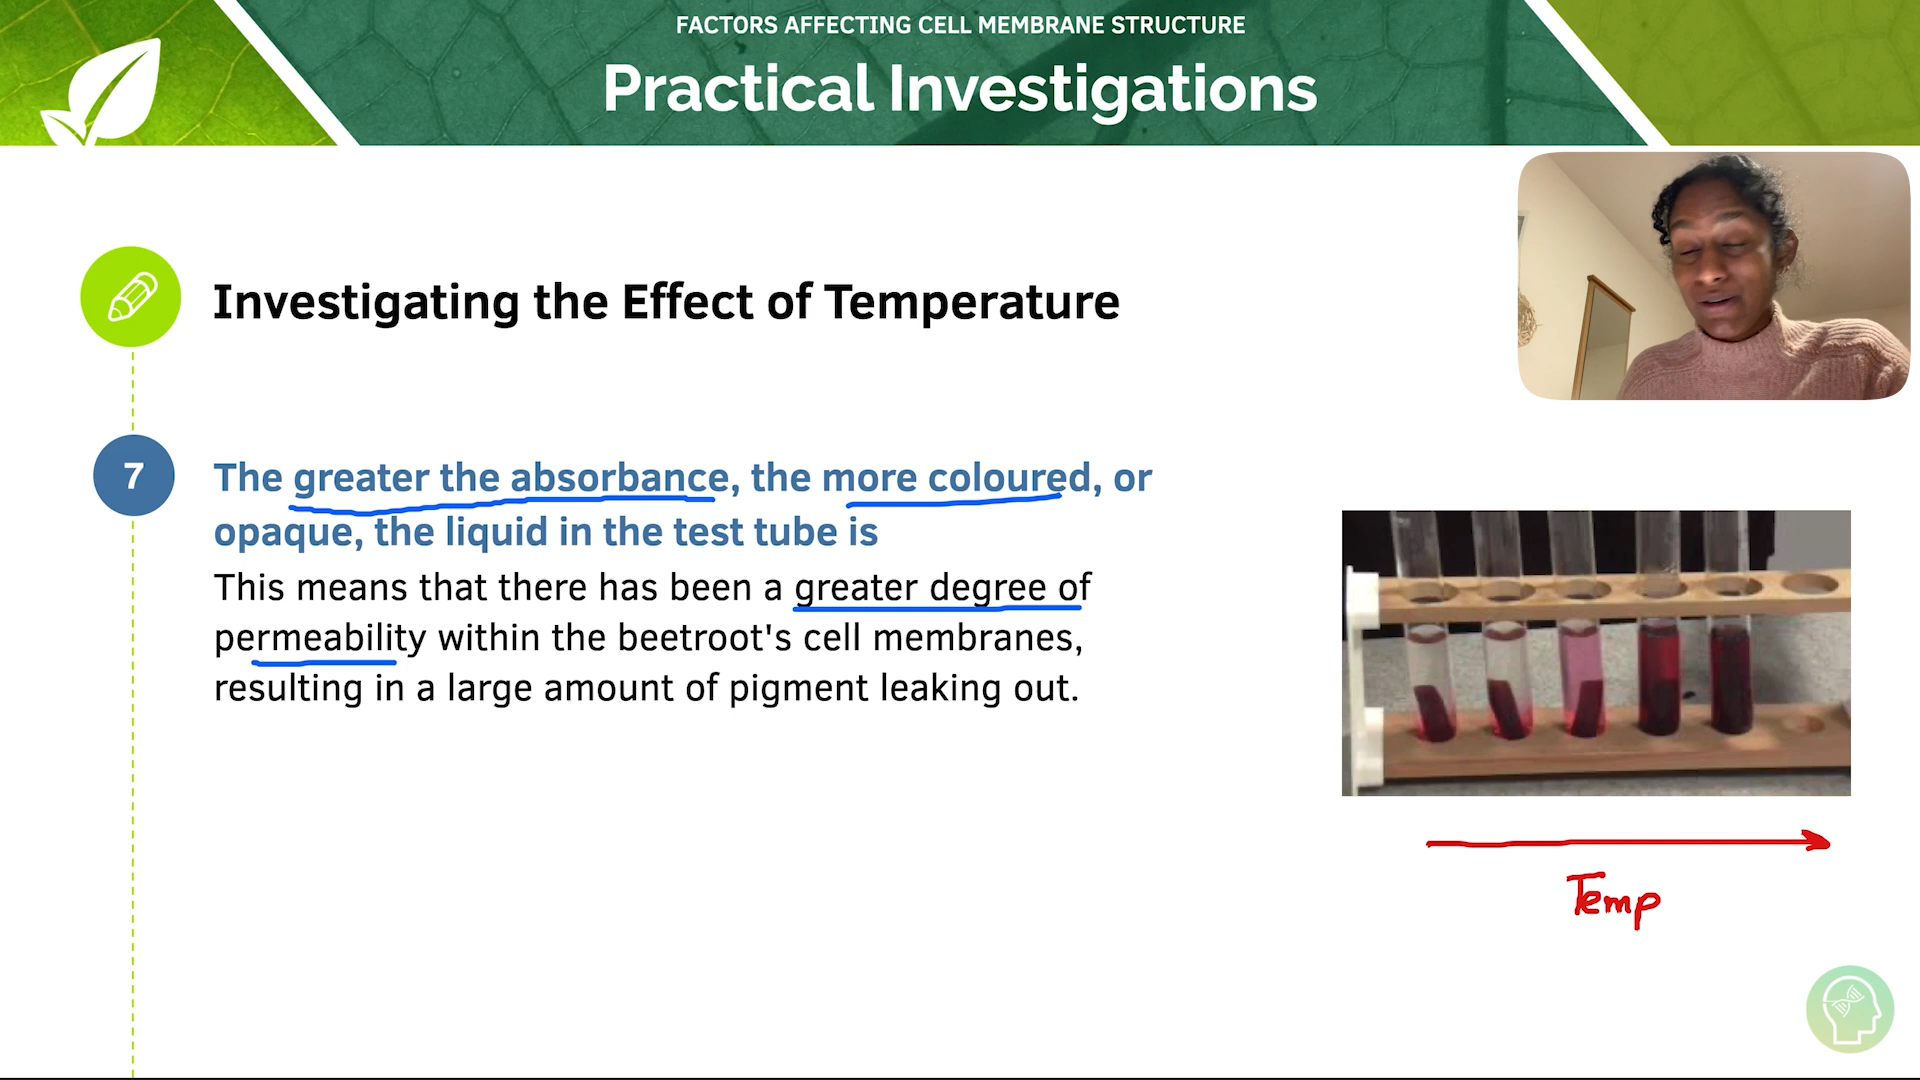 FACTORS AFFECTING CELL MEMBRANE STRUCTURE
Practical Investigations
Investigating the Effect of Temperature
7
The greater the absorbance, the more coloured, or
opaque, the liquid in the test tube is
This means that there has been a greater degree of
permeability within the beetroot's cell membranes,
resulting in a large amount of pigment leaking out.
Temp